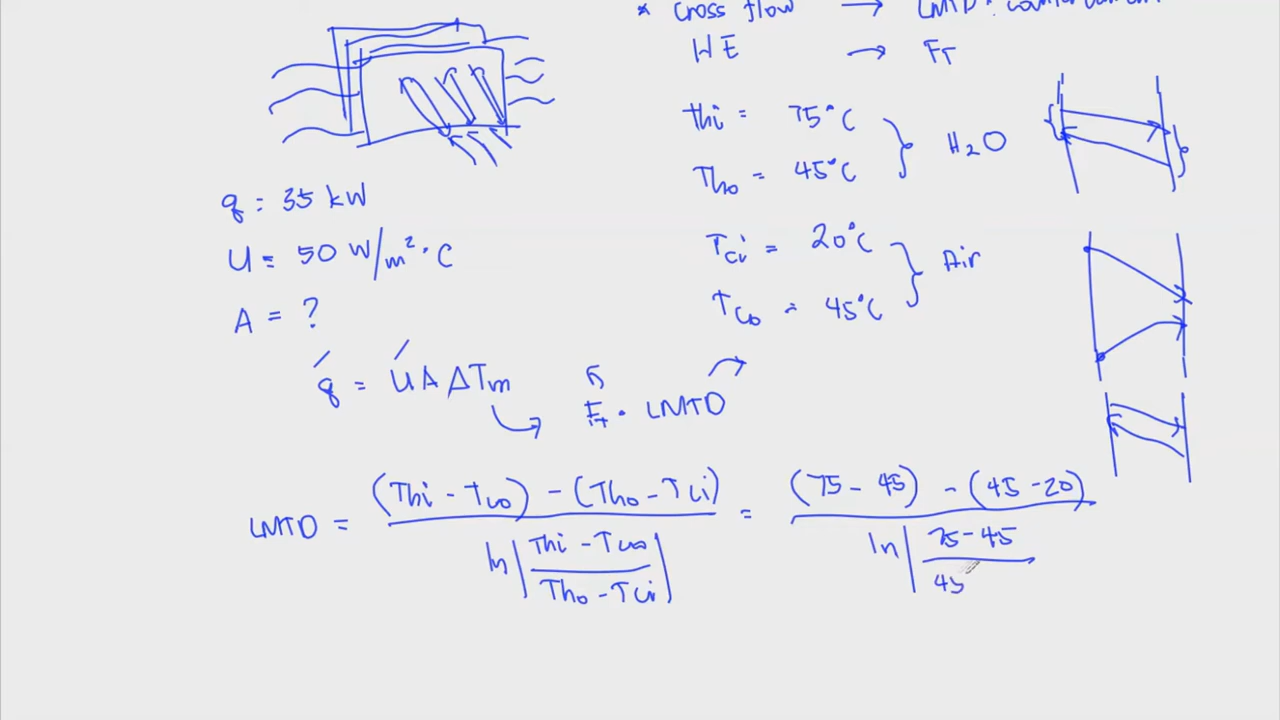 * Cross flow → LMTD: countercurrent
HE → FT
Thi = 75°C
Tho = 45°C } H2O
q = 35 kW
U = 50 W/m²·°C
A = ?
Tci = 20°C
Tco = 45°C } Air
q = U A ΔTm
FT · LMTD
LMTD = (Thi - Tco) - (Tho - Tci) = (75 - 45) - (45 - 20)
ln | Thi - Tco ln | 75 - 45
Tho - Tci | 45